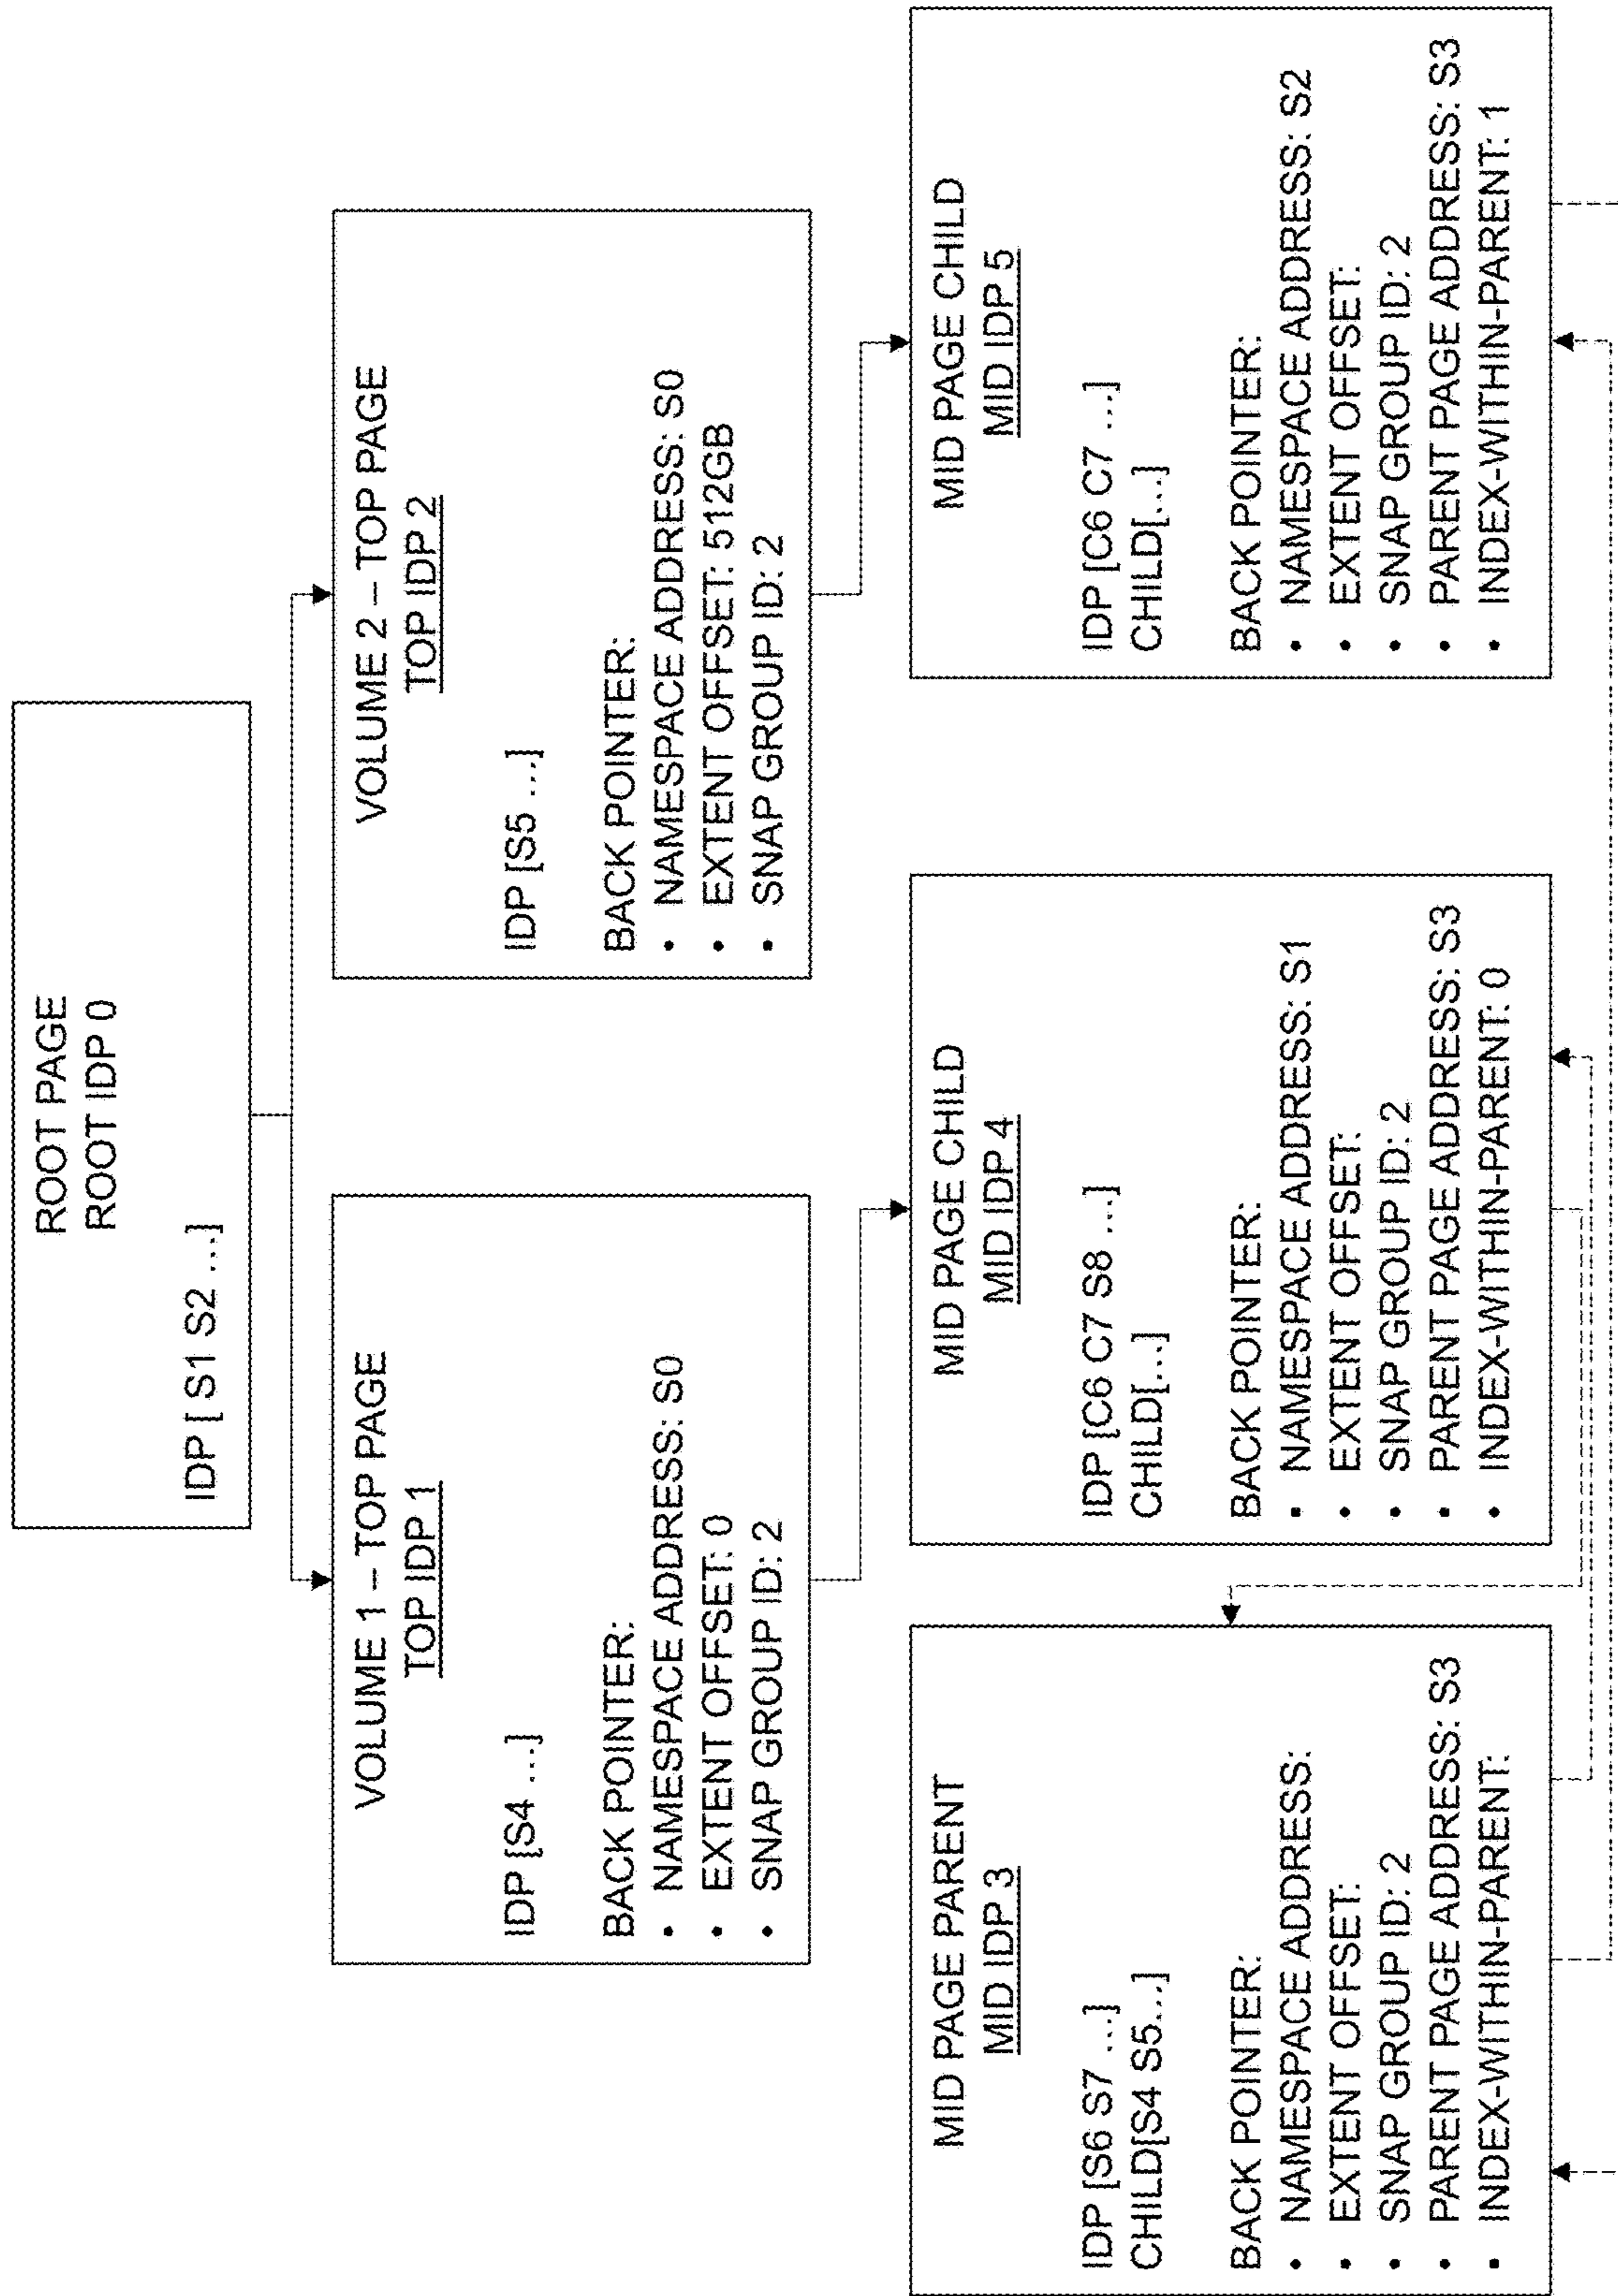 ROOT PAGE
ROOT IDP 0
IDP [ S1 S2 ...]
VOLUME 1 – TOP PAGE
TOP IDP 1
IDP [S4 ...]
BACK POINTER:
• NAMESPACE ADDRESS: S0
• EXTENT OFFSET: 0
• SNAP GROUP ID: 2
VOLUME 2 – TOP PAGE
TOP IDP 2
IDP [S5 ...]
BACK POINTER:
• NAMESPACE ADDRESS: S0
• EXTENT OFFSET: 512GB
• SNAP GROUP ID: 2
MID PAGE PARENT
MID IDP 3
IDP [S6 S7 ...]
CHILD[S4 S5...]
BACK POINTER:
• NAMESPACE ADDRESS:
• EXTENT OFFSET:
• SNAP GROUP ID: 2
• PARENT PAGE ADDRESS: S3
• INDEX-WITHIN-PARENT:
MID PAGE CHILD
MID IDP 4
IDP [C6 C7 S8 ...]
CHILD[...]
BACK POINTER:
• NAMESPACE ADDRESS: S1
• EXTENT OFFSET:
• SNAP GROUP ID: 2
• PARENT PAGE ADDRESS: S3
• INDEX-WITHIN-PARENT: 0
MID PAGE CHILD
MID IDP 5
IDP [C6 C7 ...]
CHILD[...]
BACK POINTER:
• NAMESPACE ADDRESS: S2
• EXTENT OFFSET:
• SNAP GROUP ID: 2
• PARENT PAGE ADDRESS: S3
• INDEX-WITHIN-PARENT: 1